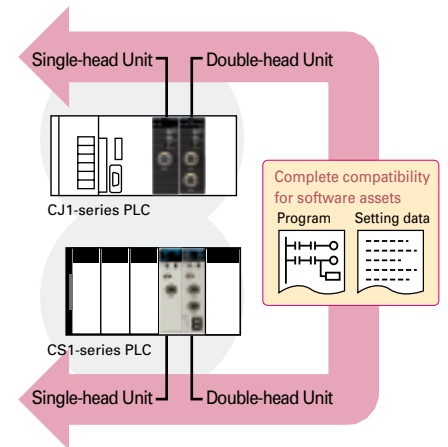 Single-head Unit
Double-head Unit
CJ1-series PLC
Complete compatibility
for software assets
Program
Setting data
CS1-series PLC
Single-head Unit
Double-head Unit